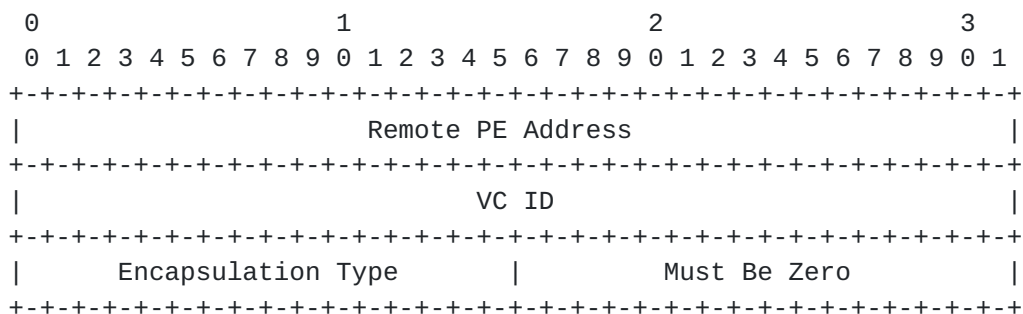 0                   1                   2                   3
 0 1 2 3 4 5 6 7 8 9 0 1 2 3 4 5 6 7 8 9 0 1 2 3 4 5 6 7 8 9 0 1
+-+-+-+-+-+-+-+-+-+-+-+-+-+-+-+-+-+-+-+-+-+-+-+-+-+-+-+-+-+-+-+-+
|                      Remote PE Address                        |
+-+-+-+-+-+-+-+-+-+-+-+-+-+-+-+-+-+-+-+-+-+-+-+-+-+-+-+-+-+-+-+-+
|                             VC ID                             |
+-+-+-+-+-+-+-+-+-+-+-+-+-+-+-+-+-+-+-+-+-+-+-+-+-+-+-+-+-+-+-+-+
|      Encapsulation Type       |         Must Be Zero          |
+-+-+-+-+-+-+-+-+-+-+-+-+-+-+-+-+-+-+-+-+-+-+-+-+-+-+-+-+-+-+-+-+